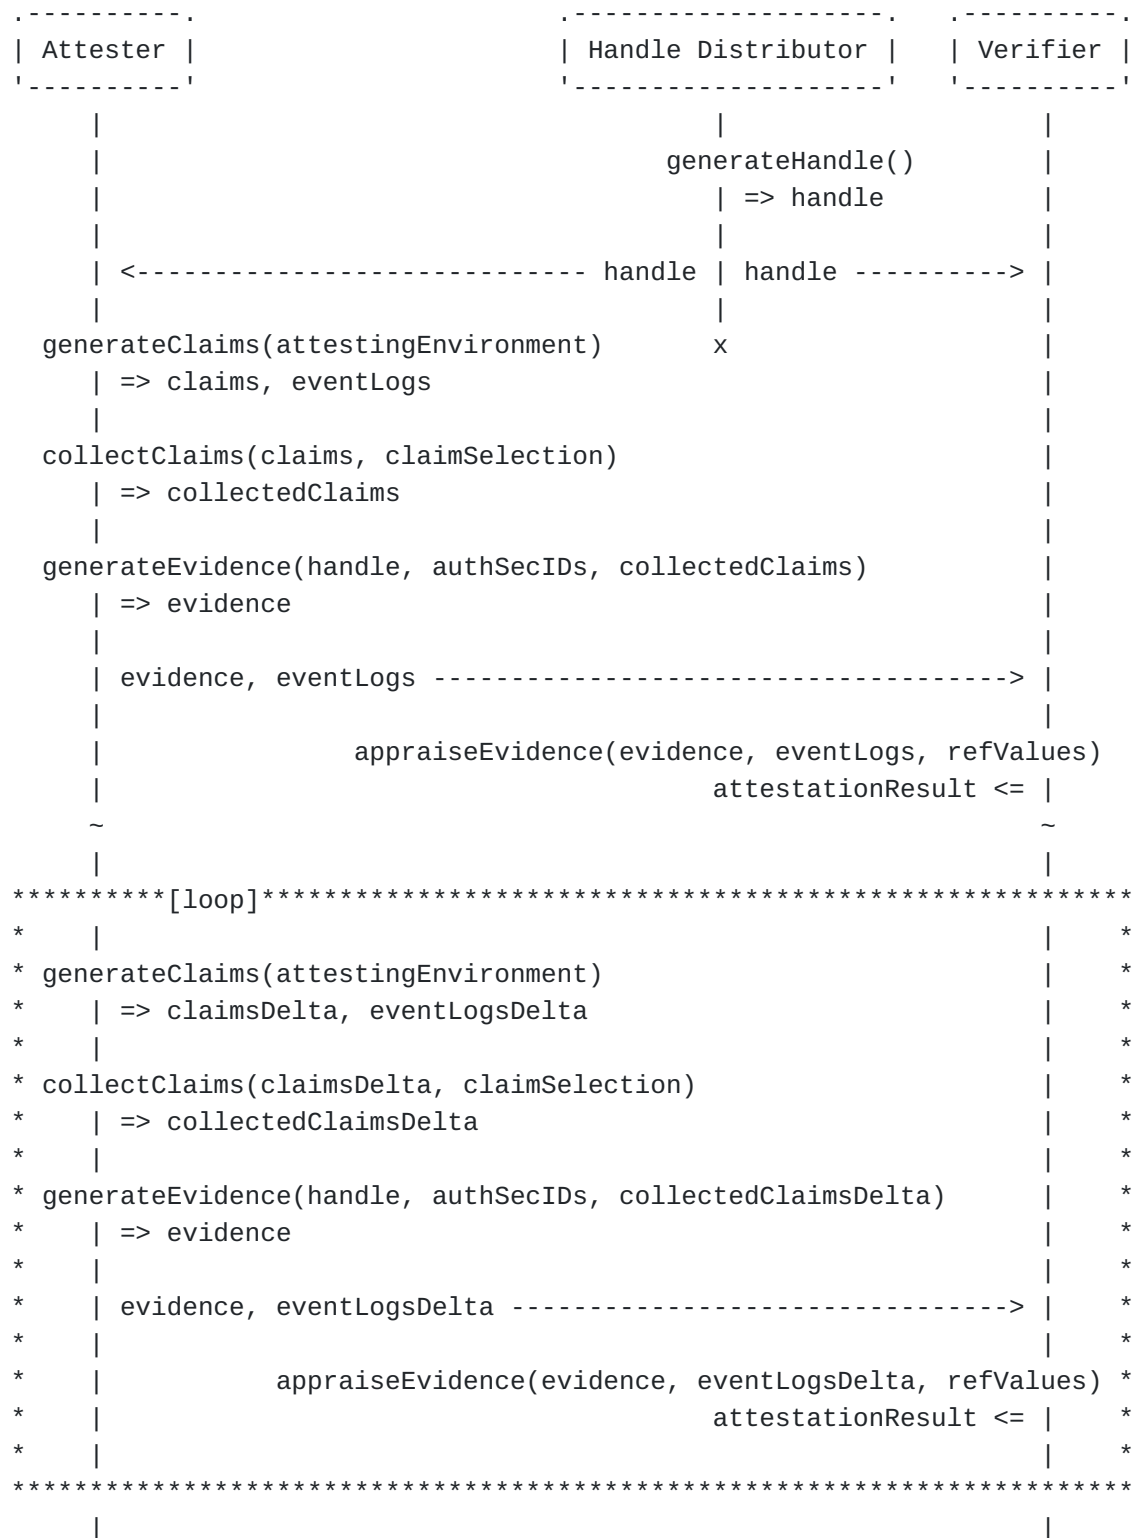 .----------.                        .--------------------.   .----------.
| Attester |                        | Handle Distributor |   | Verifier |
'----------'                        '--------------------'   '----------'
     |                                       |                    |
     |                                    generateHandle()        |
     |                                       | => handle          |
     |                                       |                    |
     | <----------------------------- handle | handle ----------> |
     |                                       |                    |
  generateClaims(attestingEnvironment)       x                    |
     | => claims, eventLogs                                       |
     |                                                            |
  collectClaims(claims, claimSelection)                           |
     | => collectedClaims                                         |
     |                                                            |
  generateEvidence(handle, authSecIDs, collectedClaims)           |
     | => evidence                                                |
     |                                                            |
     | evidence, eventLogs -------------------------------------> |
     |                                                            |
     |                appraiseEvidence(evidence, eventLogs, refValues)
     |                                       attestationResult <= |
     ~                                                            ~
     |                                                            |
**********[loop]********************************************************
*    |                                                            |    *
* generateClaims(attestingEnvironment)                            |    *
*    | => claimsDelta, eventLogsDelta                             |    *
*    |                                                            |    *
* collectClaims(claimsDelta, claimSelection)                      |    *
*    | => collectedClaimsDelta                                    |    *
*    |                                                            |    *
* generateEvidence(handle, authSecIDs, collectedClaimsDelta)      |    *
*    | => evidence                                                |    *
*    |                                                            |    *
*    | evidence, eventLogsDelta --------------------------------> |    *
*    |                                                            |    *
*    |           appraiseEvidence(evidence, eventLogsDelta, refValues) *
*    |                                       attestationResult <= |    *
*    |                                                            |    *
************************************************************************
     |                                                            |